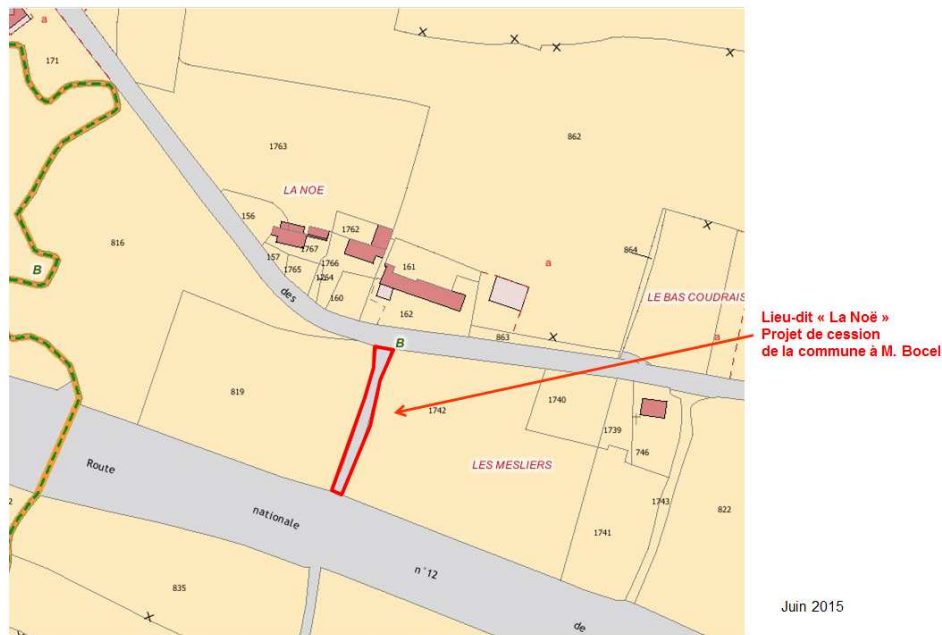 a
171
1763
862
LA NOE
156
1762
816
1767
864
157
1766
161
a
1765
1264
B
160
LE BAS COUDRAIS
des
162
Lieu-dit « La Noë »
Projet de cession
de la commune à M. Bocel
863
a
B
819
1742
1740
1739
746
Route
LES MESLIERS
2
1743
nationale
1741
822
n°12
835
Juin 2015
de